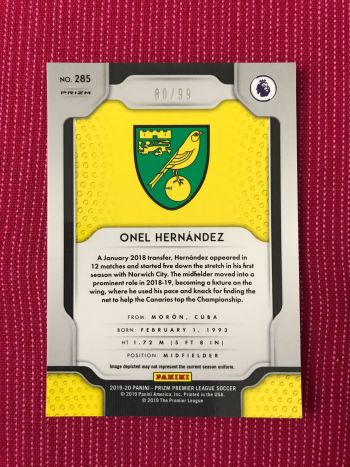 NO. 285
PRIZM
80/99
ONEL HERNÁNDEZ
A January 2018 transfer, Hernández appeared in
12 matches and started five down the stretch in his first
season with Norwich City. The midfielder moved into a
prominent role in 2018-19, becoming a fixture on the
wing, where he used his pace and knack for finding the
net to help the Canaries top the Championship.
FROM: MORÓN, CUBA
BORN: FEBRUARY 1, 1993
HT 1.72 M (5 FT 8 IN)
POSITION: MIDFIELDER
Image depicted may not represent the current season uniform.
PANINI
2019-20 PANINI - PRIZM PREMIER LEAGUE SOCCER
© 2019 Panini America, Inc. Printed in the USA.
© 2019 The Premier League